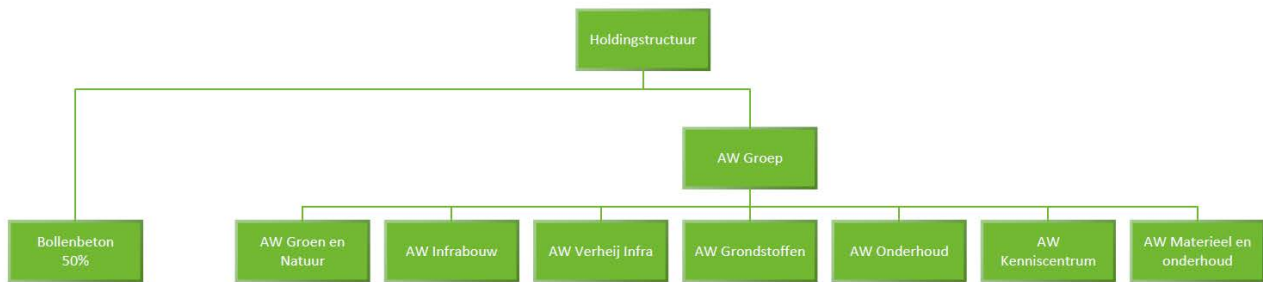 Holdingstructuur
AW Groep
Bollenbeton
50%
AW Groen en
Natuur
AW Infrabouw
AW Verheij Infra
AW Grondstoffen
AW Onderhoud
AW
Kenniscentrum
AW Materieel en
onderhoud